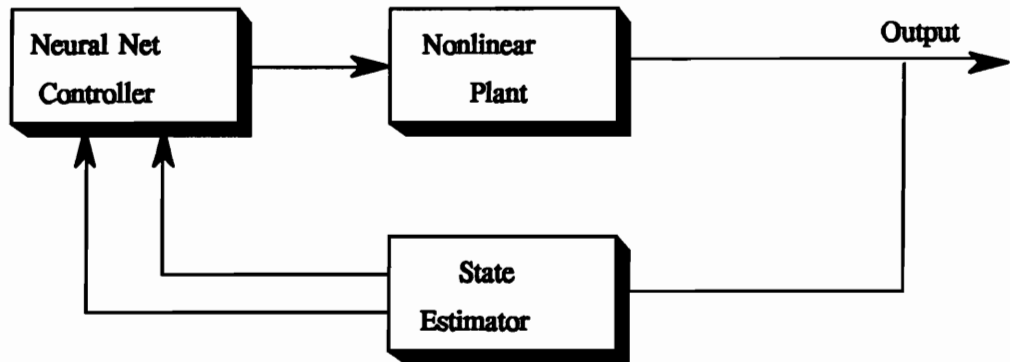 Neural Net
Controller
Nonlinear
Plant
Output
State
Estimator